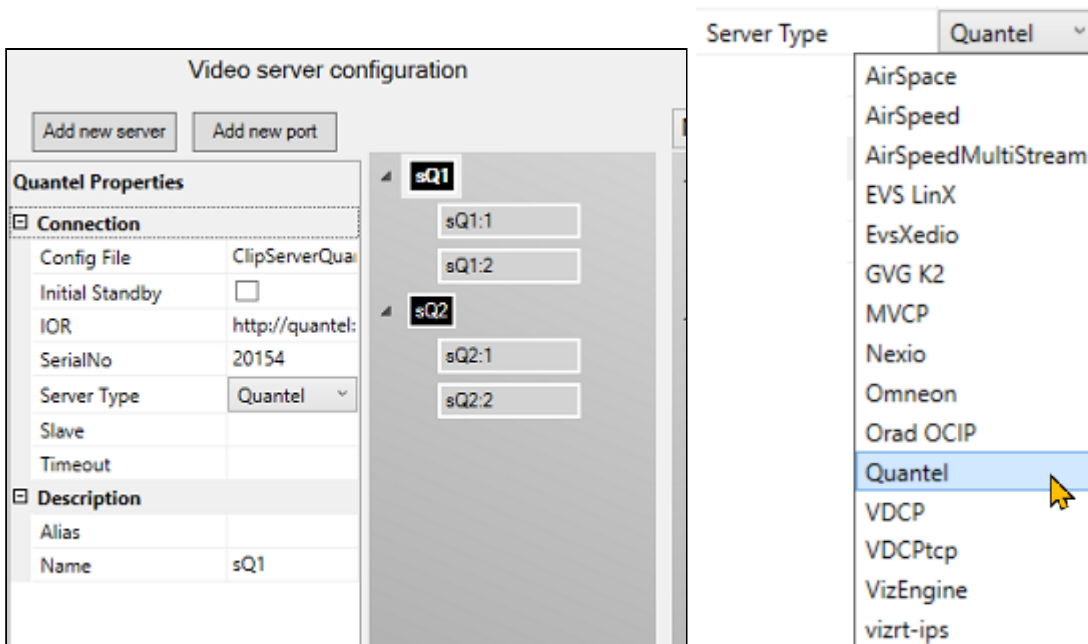 Video server configuration
Add new server Add new port
Quantel Properties
Connection
Config File ClipServerQua
Initial Standby
IOR http://quantel:
SerialNo 20154
Server Type Quantel
Slave
Timeout
Description
Alias
Name sQ1
sQ1
sQ1:1
sQ1:2
sQ2
sQ2:1
sQ2:2
Server Type Quantel
AirSpace
AirSpeed
AirSpeedMultiStream
EVS LinX
EvsXedio
GVG K2
MVCP
Nexio
Omneon
Orad OCIP
Quantel
VDCP
VDCPtcp
VizEngine
vizrt-ips